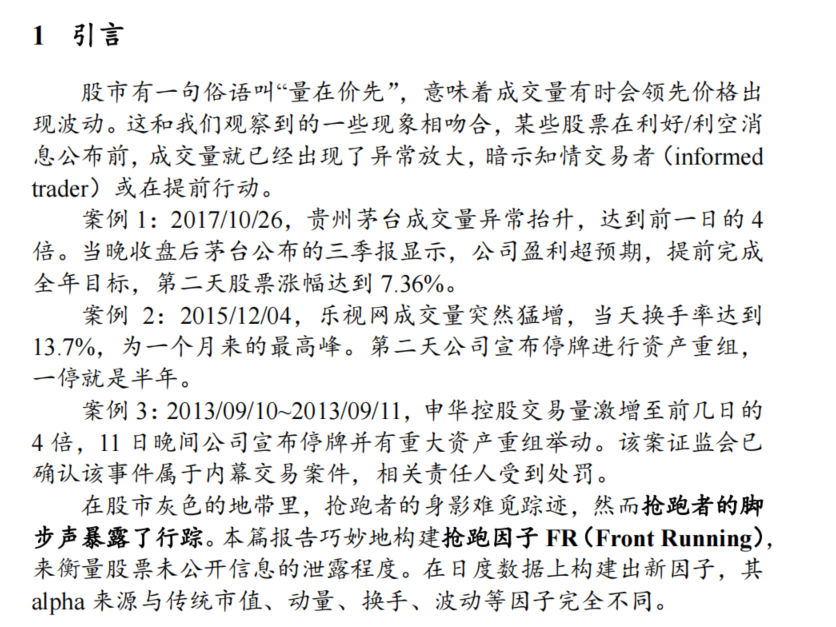 1 引言
股市有一句俗语叫“量在价先”，意味着成交量有时会领先价格出
现波动。这和我们观察到的一些现象相吻合，某些股票在利好/利空消
息公布前，成交量就已经出现了异常放大，暗示知情交易者（informed
trader）或在提前行动。
案例 1：2017/10/26，贵州茅台成交量异常抬升，达到前一日的 4
倍。当晚收盘后茅台公布的三季报显示，公司盈利超预期，提前完成
全年目标，第二天股票涨幅达到 7.36%。
案例 2：2015/12/04，乐视网成交量突然猛增，当天换手率达到
13.7%，为一个月来的最高峰。第二天公司宣布停牌进行资产重组，
一停就是半年。
案例 3：2013/09/10~2013/09/11，申华控股交易量激增至前几日的
4 倍，11 日晚间公司宣布停牌并有重大资产重组举动。该案证监会已
确认该事件属于内幕交易案件，相关责任人受到处罚。
在股市灰色的地带里，抢跑者的身影难觅踪迹，然而抢跑者的脚
步声暴露了行踪。本篇报告巧妙地构建抢跑因子 FR（Front Running），
来衡量股票未公开信息的泄露程度。在日度数据上构建出新因子，其
alpha 来源与传统市值、动量、换手、波动等因子完全不同。